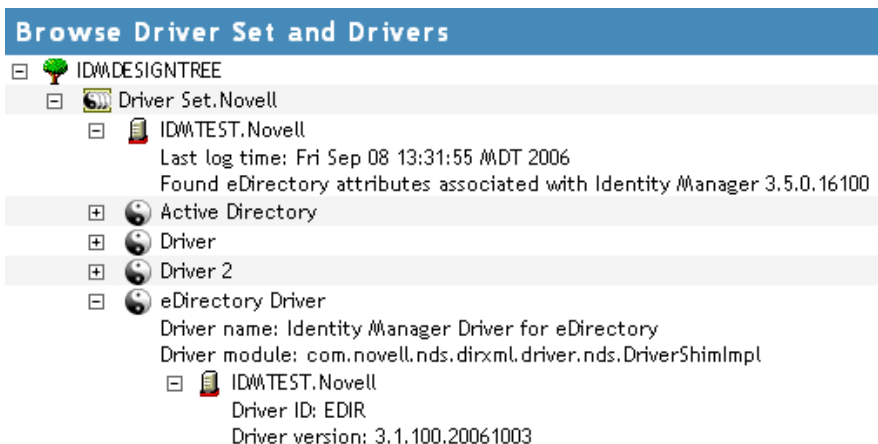 Browse Driver Set and Drivers
IDMDESIGNTREE
Driver Set.Novell
IDMTEST.Novell
Last log time: Fri Sep 08 13:31:55 MDT 2006
Found eDirectory attributes associated with Identity Manager 3.5.0.16100
Active Directory
Driver
Driver 2
eDirectory Driver
Driver name: Identity Manager Driver for eDirectory
Driver module: com.novell.nds.dirxml.driver.nds.DriverShimImpl
IDMTEST.Novell
Driver ID: EDIR
Driver version: 3.1.100.20061003